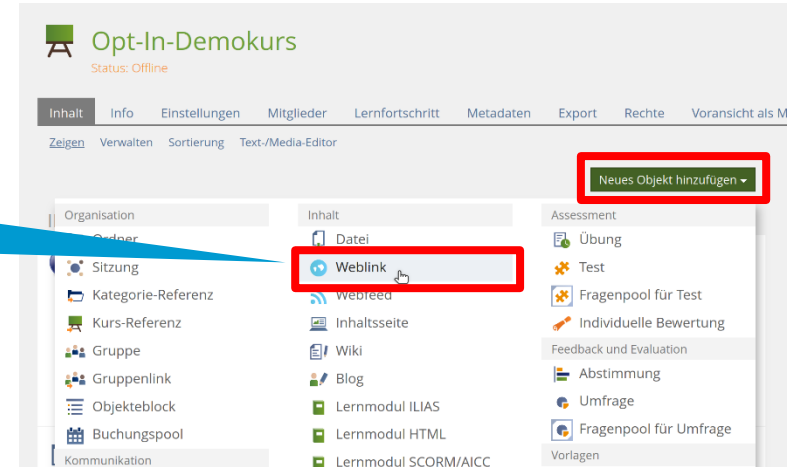 Opt-In-Demokurs
Status: Offline
Inhalt Info Einstellungen Mitglieder Lernfortschritt Metadaten Export Rechte Voransicht als M
Zeigen Verwalten Sortierung Text-/Media-Editor
Neues Objekt hinzufügen
Organisation
Ordner
Sitzung
Kategorie-Referenz
Kurs-Referenz
Gruppe
Gruppenlink
Objekteblock
Buchungspool
Kommunikation
Inhalt
Datei
Weblink
Webfeed
Inhaltsseite
Wiki
Blog
Lernmodul ILIAS
Lernmodul HTML
Lernmodul SCORM/AICC
Assessment
Übung
Test
Fragenpool für Test
Individuelle Bewertung
Feedback und Evaluation
Abstimmung
Umfrage
Fragenpool für Umfrage
Vorlagen